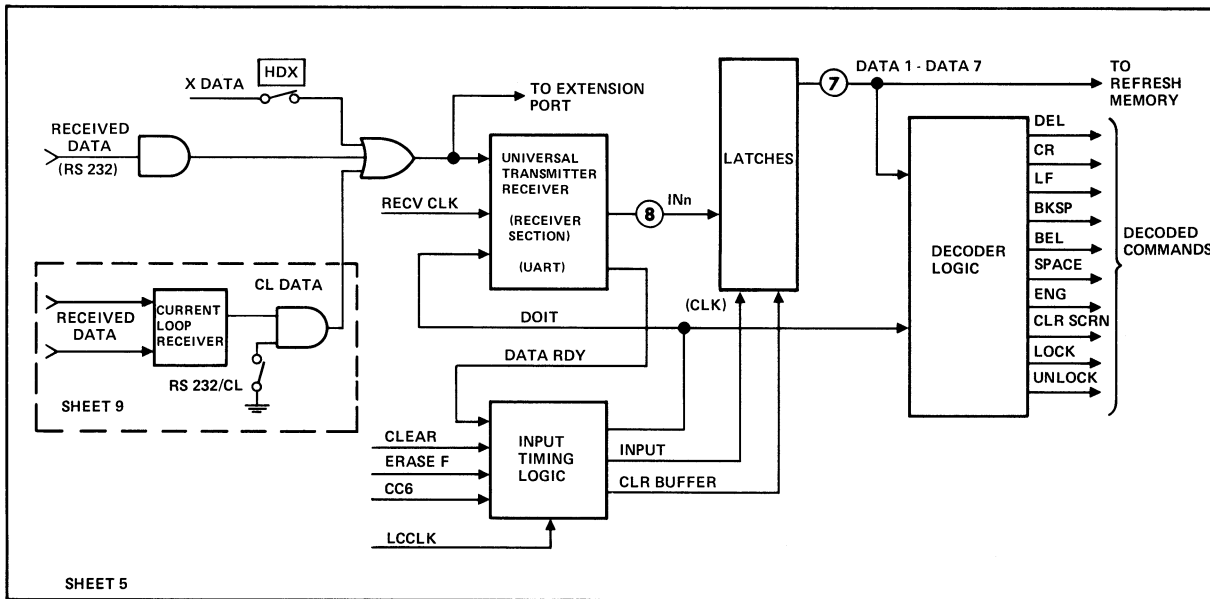 X DATA
HDX
RECEIVED
DATA
(RS 232)
TO EXTENSION
PORT
UNIVERSAL
TRANSMITTER
RECEIVER
(RECEIVER
SECTION)
(UART)
RECV CLK
8
INn
LATCHES
7
DATA 1 - DATA 7
TO
REFRESH
MEMORY
DECODER
LOGIC
DEL
CR
LF
BKSP
BEL
SPACE
ENG
CLR SCRN
LOCK
UNLOCK
DECODED
COMMANDS
(CLK)
DOIT
DATA RDY
CL DATA
RECEIVED
DATA
CURRENT
LOOP
RECEIVER
RS 232/CL
SHEET 9
CLEAR
ERASE F
CC6
LCCLK
INPUT
TIMING
LOGIC
INPUT
CLR BUFFER
SHEET 5